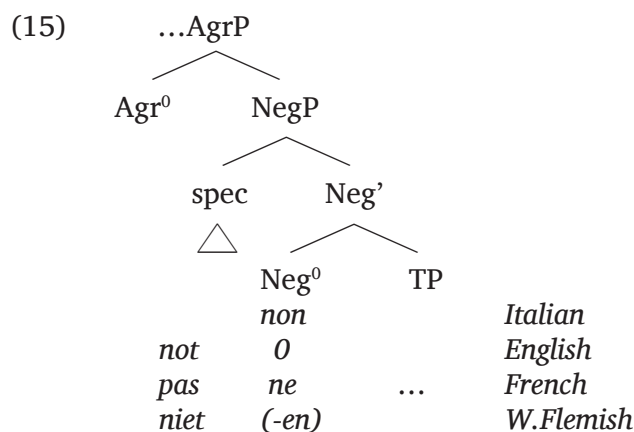 (15) …AgrP
Agr⁰ NegP
spec Neg’
Neg⁰ TP
non Italian
not 0 English
pas ne … French
niet (-en) W.Flemish